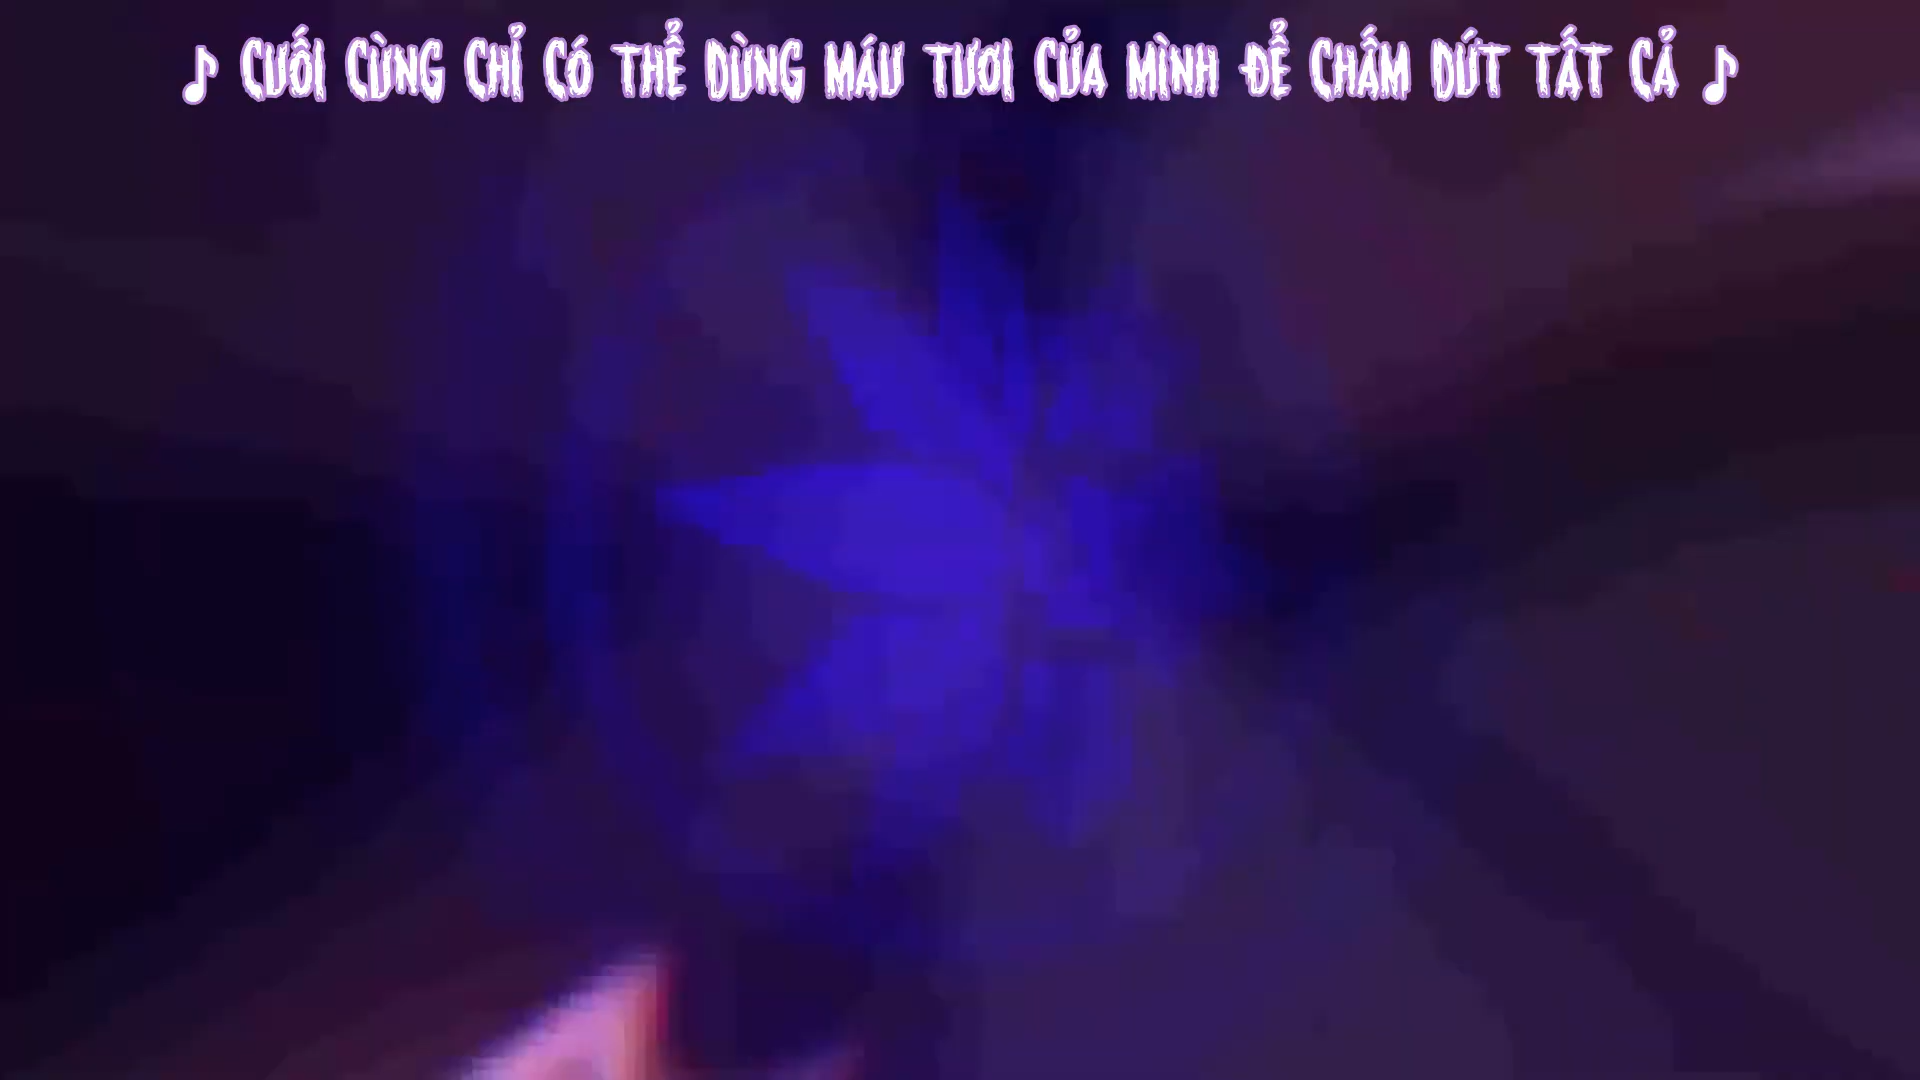 ♪ CUỐI CÙNG CHỈ CÓ THỂ DÙNG MÁU TƯƠI CỦA MÌNH ĐỂ CHẤM DỨT TẤT CẢ ♪